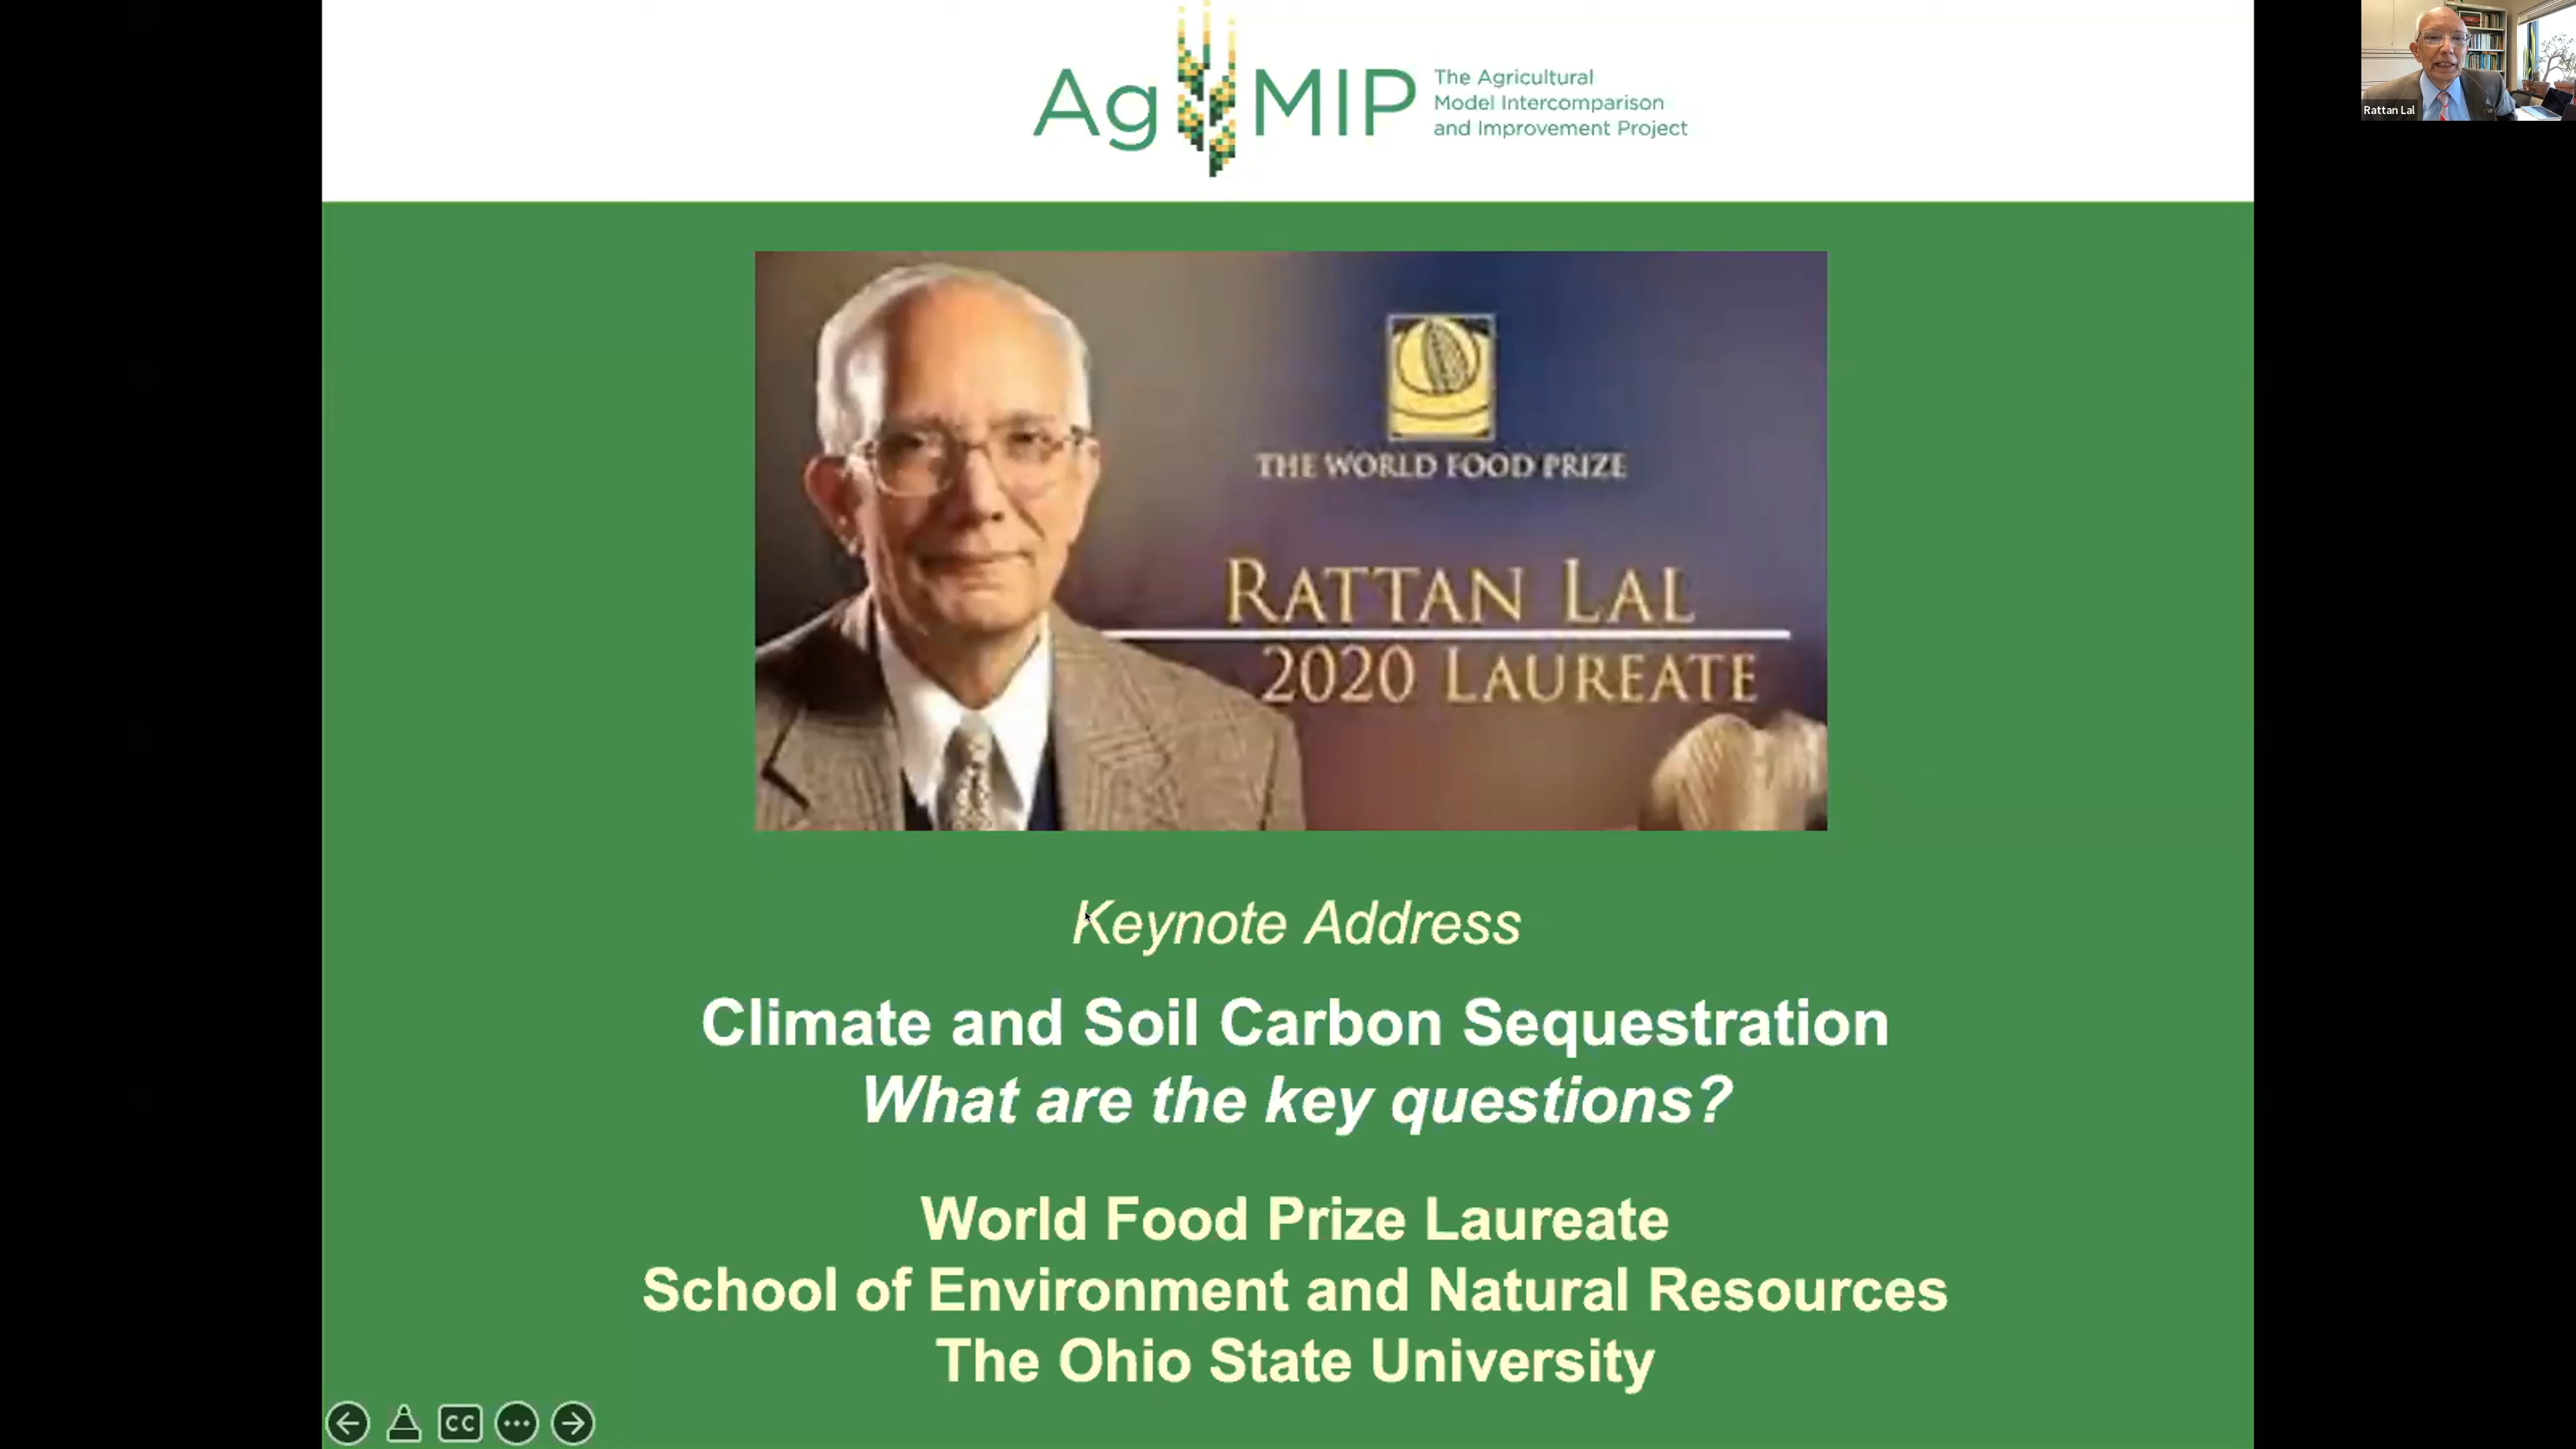 AgMIP
The Agricultural
Model Intercomparison
and Improvement Project
Rattan Lal
THE WORLD FOOD PRIZE
RATTAN LAL
2020 LAUREATE
Keynote Address
Climate and Soil Carbon Sequestration
What are the key questions?
World Food Prize Laureate
School of Environment and Natural Resources
The Ohio State University
CC